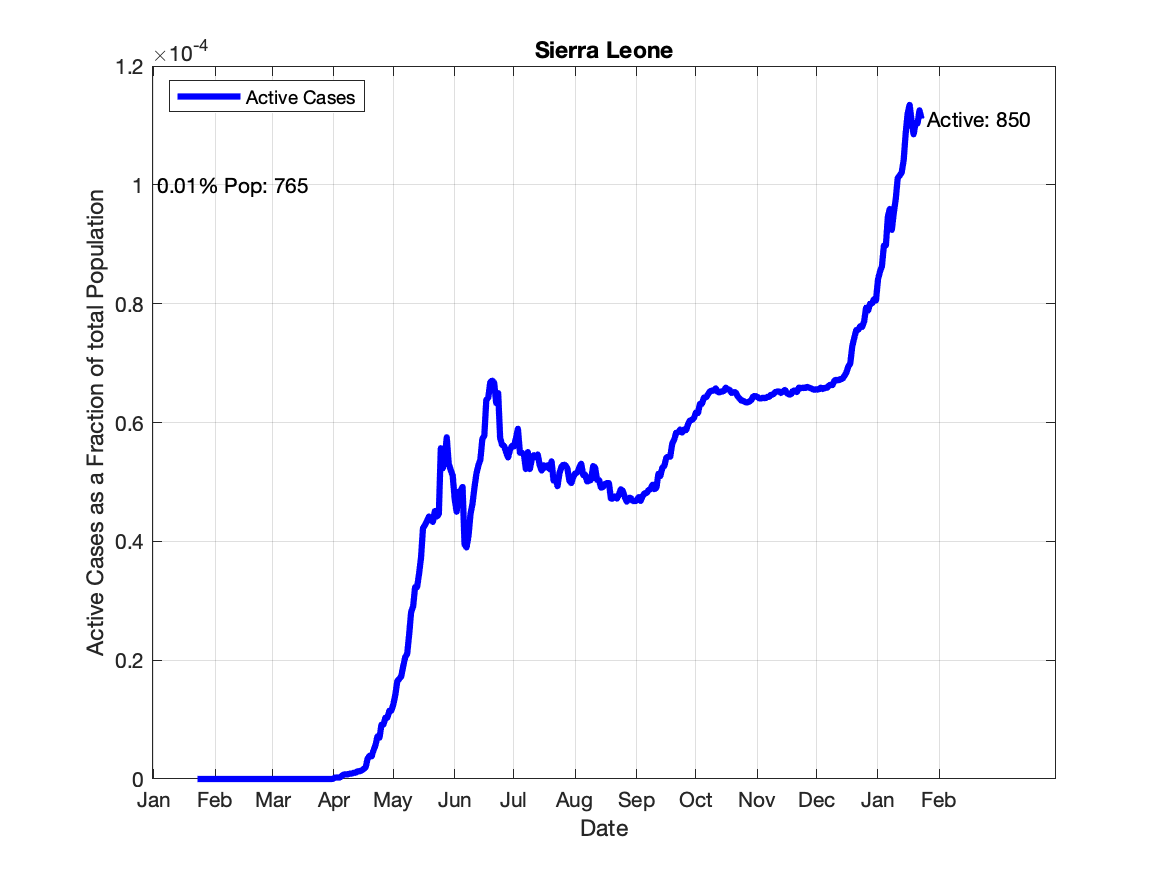 Sierra Leone
×10^-4
1.2
1
0.8
0.6
0.4
0.2
0
Active Cases as a Fraction of total Population
Active Cases
0.01% Pop: 765
Active: 850
Jan Feb Mar Apr May Jun Jul Aug Sep Oct Nov Dec Jan Feb
Date